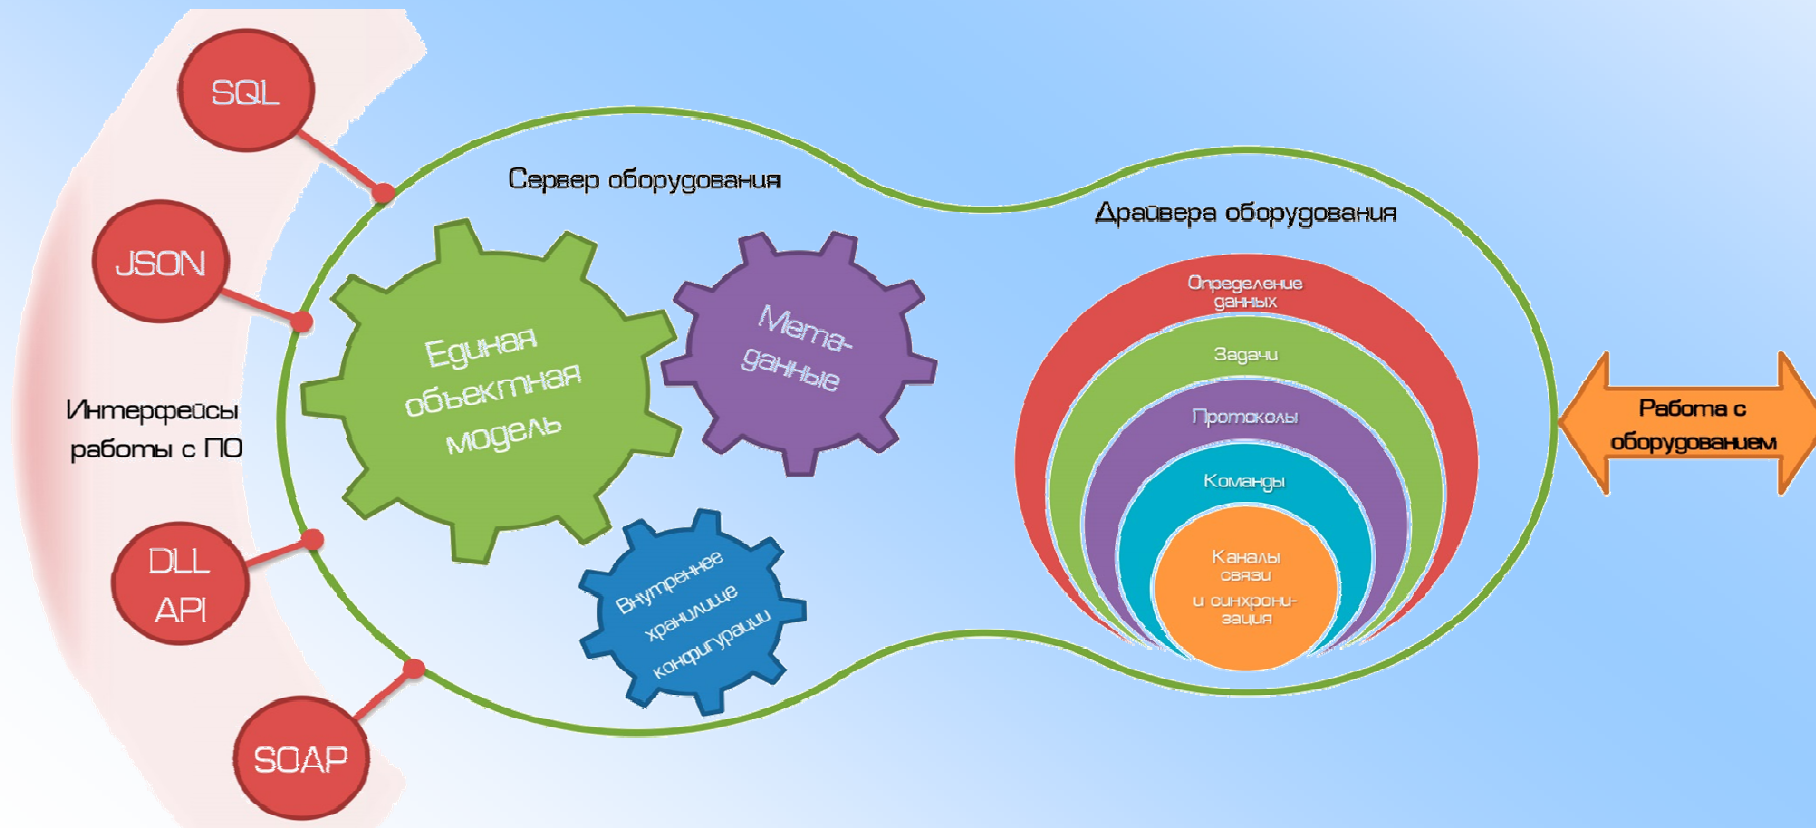 SQL
JSON
Интерфейсы
работы с ПО
DLL
API
SOAP
Сервер оборудования
Единая
объектная
модель
Мета-
данные
Внутреннее
хранилище
конфигурации
Драйвера оборудования
Определение
данных
Задачи
Протоколы
Команды
Каналы
связи
и синхрони-
зация
Работа с
оборудованием